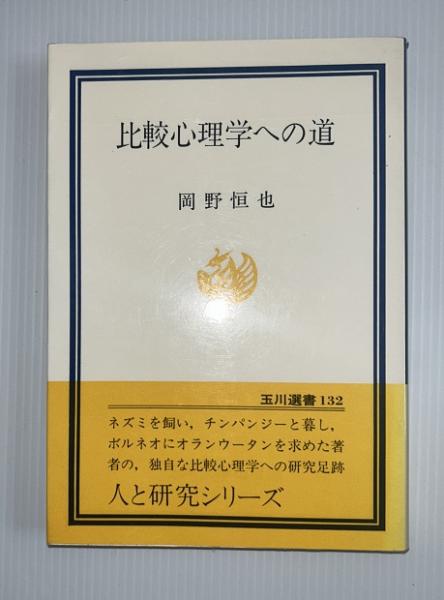 比較心理学への道
岡野恒也
玉川選書 132
ネズミを飼い，チンパンジーと暮し，
ボルネオにオランウータンを求めた著
者の，独自な比較心理学への研究足跡
人と研究シリーズ